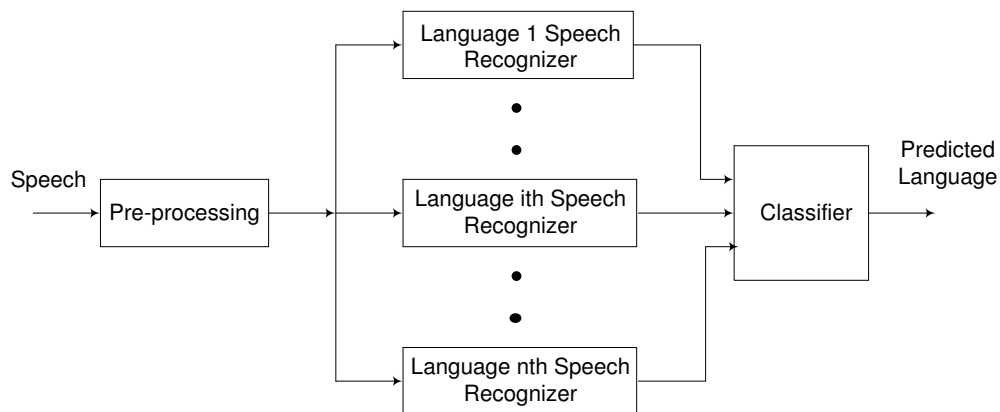 Speech
Pre-processing
Language 1 Speech
Recognizer
Language ith Speech
Recognizer
Language nth Speech
Recognizer
Classifier
Predicted
Language